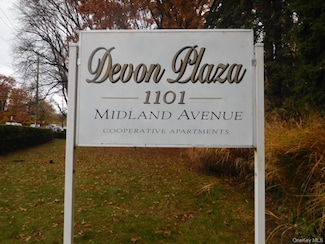 Devon Plaza
1101
MIDLAND AVENUE
COOPERATIVE APARTMENTS
OneKey MLS